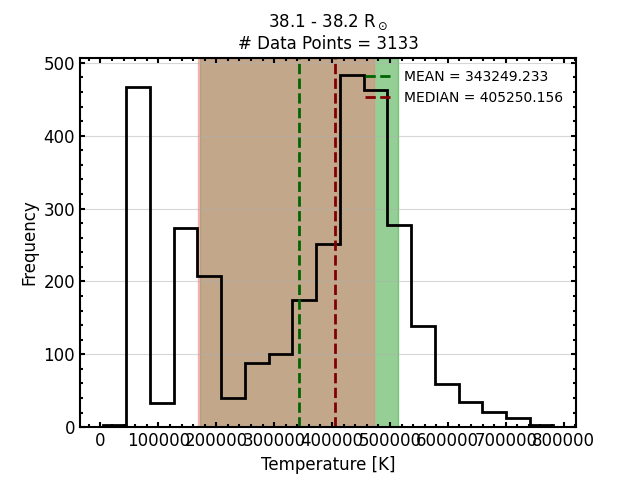 38.1 - 38.2 R⊙
# Data Points = 3133
MEAN = 343249.233
MEDIAN = 405250.156
Frequency
500
400
300
200
100
0
0 100000 200000 300000 400000 500000 600000 700000 800000
Temperature [K]